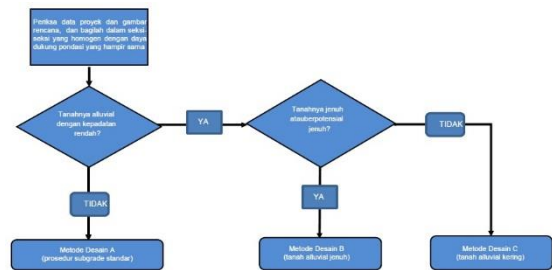 Periksa data proyek dan gambar
rencana, dan bagilah dalam seksi-
seksi yang homogen dengan daya
dukung pondasi yang hampir sama
Tanahnya alluvial
dengan kepadatan
rendah?
YA
Tanahnya jenuh
atauberpotensial
jenuh?
TIDAK
TIDAK
YA
Metode Desain A
(prosedur subgrade standar)
Metode Desain B
(tanah alluvial jenuh)
Metode Desain C
(tanah alluvial kering)